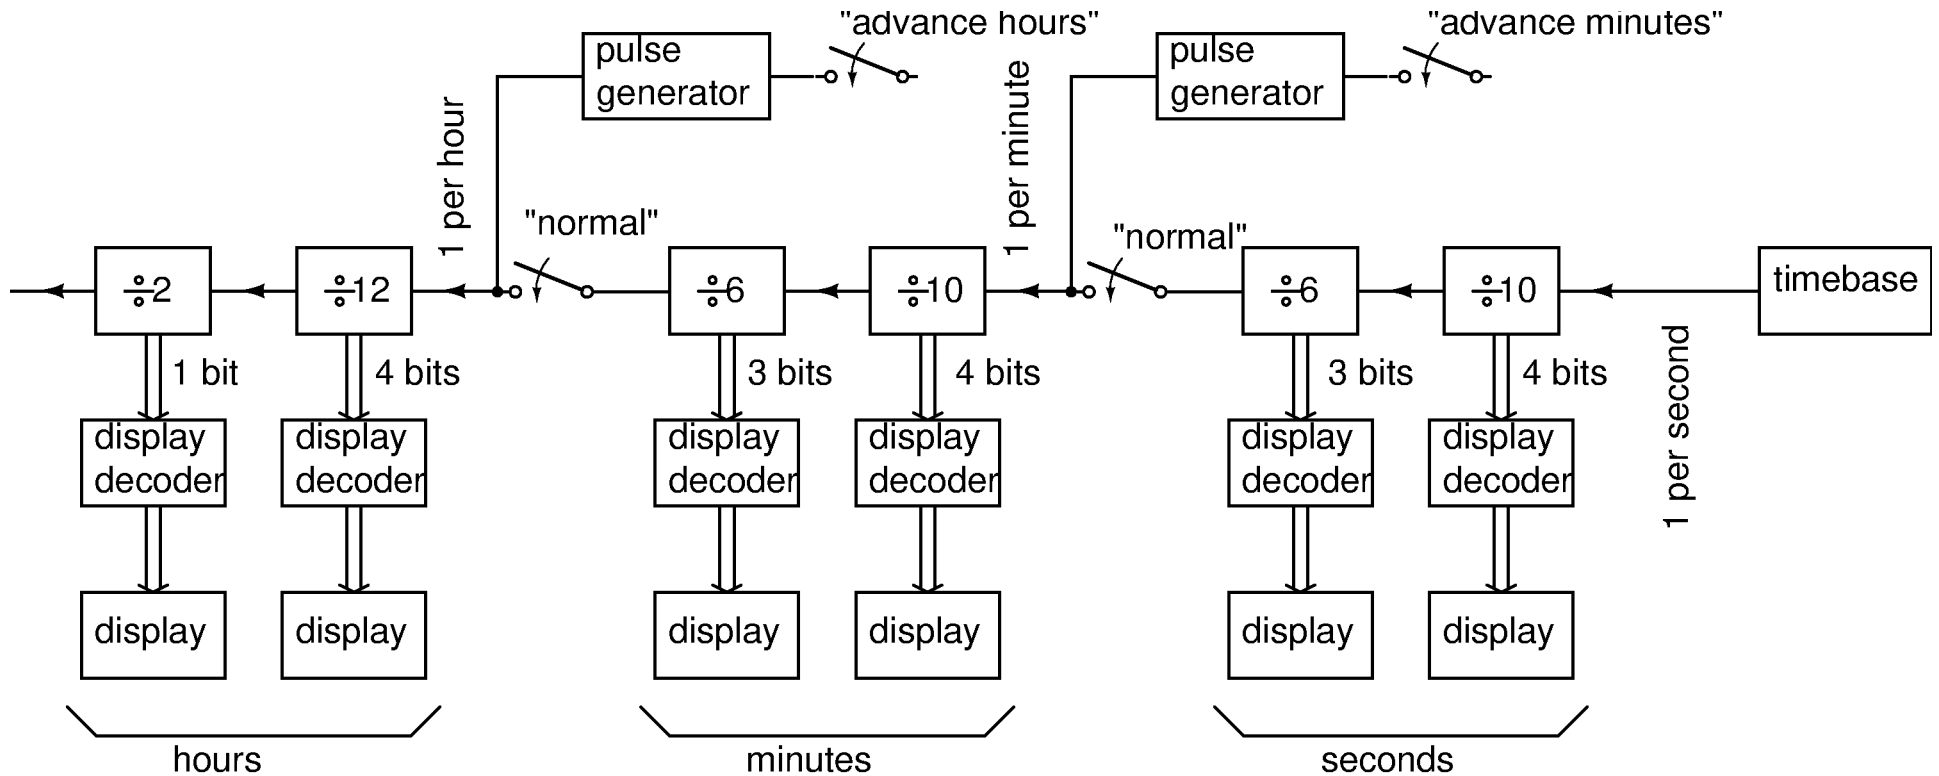 "advance hours"
"advance minutes"
pulse
generator
pulse
generator
1 per hour
1 per minute
"normal"
"normal"
÷2
÷12
÷6
÷10
÷6
÷10
timebase
1 bit
4 bits
3 bits
4 bits
3 bits
4 bits
1 per second
display
decoder
display
decoder
display
decoder
display
decoder
display
decoder
display
decoder
display
display
display
display
display
display
hours
minutes
seconds